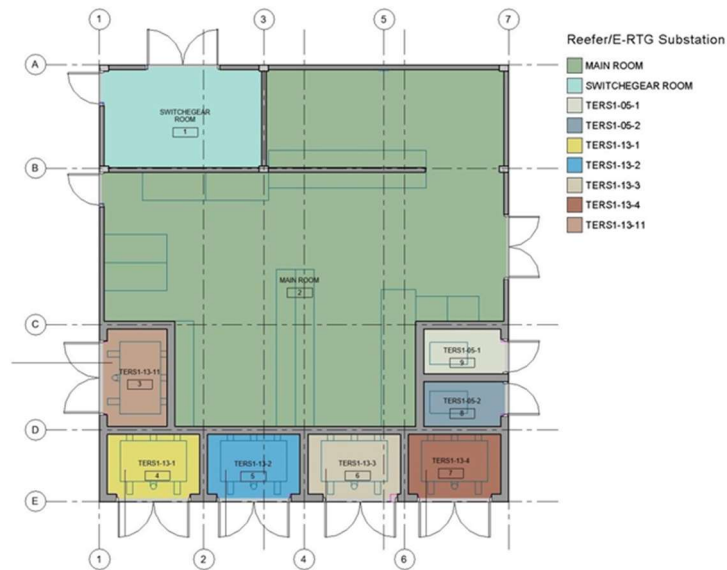 1
3
5
7
Reefer/E-RTG Substation
A
MAIN ROOM
SWITCHEGEAR ROOM
TERS1-05-1
TERS1-05-2
TERS1-13-1
TERS1-13-2
TERS1-13-3
TERS1-13-4
TERS1-13-11
SWITCHEGEAR
ROOM
1
B
MAIN ROOM
2
C
TERS1-05-1
9
TERS1-13-11
3
TERS1-05-2
8
D
TERS1-13-1
4
TERS1-13-2
5
TERS1-13-3
6
TERS1-13-4
7
E
1
2
4
6